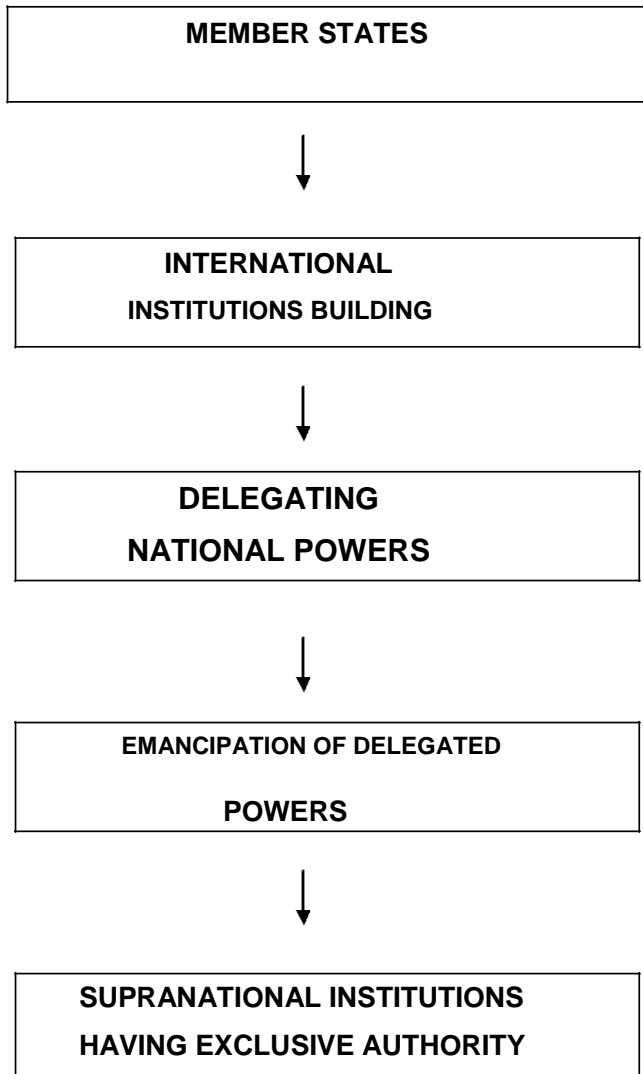 MEMBER STATES
INTERNATIONAL
INSTITUTIONS BUILDING
DELEGATING
NATIONAL POWERS
EMANCIPATION OF DELEGATED
POWERS
SUPRANATIONAL INSTITUTIONS
HAVING EXCLUSIVE AUTHORITY